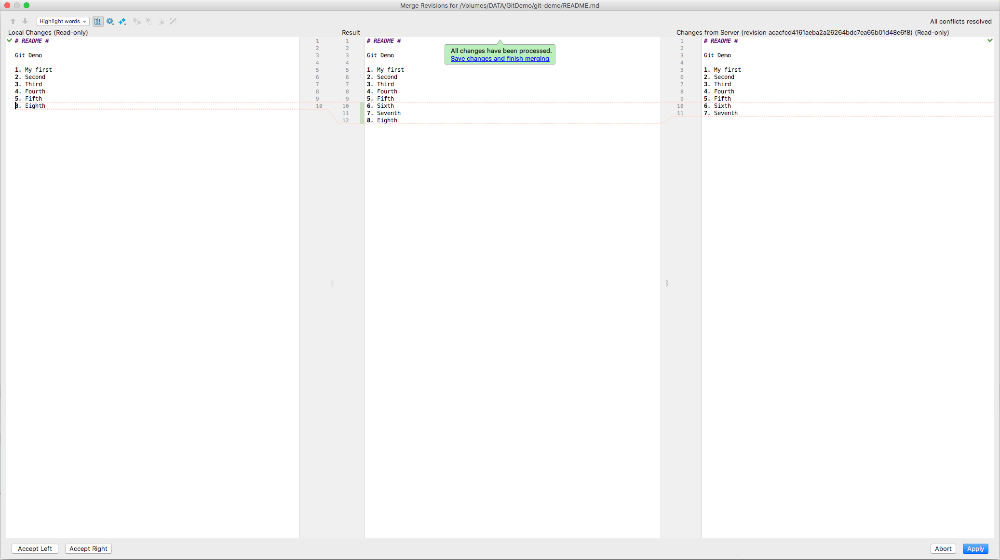 Merge Revisions for /Volumes/DATA/GitDemo/git-demo/README.md
Highlight words
All conflicts resolved
Local Changes (Read-only)
Result
Changes from Server (revision acacfcd4161aeba2a26264bdc7ea65b01d48e6f8) (Read-only)
# README #
Git Demo
1. My first
2. Second
3. Third
4. Fourth
5. Fifth
8. Eighth
1 1
2 2
3 3
4 4
5 5
6 6
7 7
8 8
9 9
10 10
11
12
# README #
Git Demo
1. My first
2. Second
3. Third
4. Fourth
5. Fifth
6. Sixth
7. Seventh
8. Eighth
All changes have been processed.
Save changes and finish merging
1
2
3
4
5
6
7
8
9
10
11
# README #
Git Demo
1. My first
2. Second
3. Third
4. Fourth
5. Fifth
6. Sixth
7. Seventh
Accept Left
Accept Right
Abort
Apply